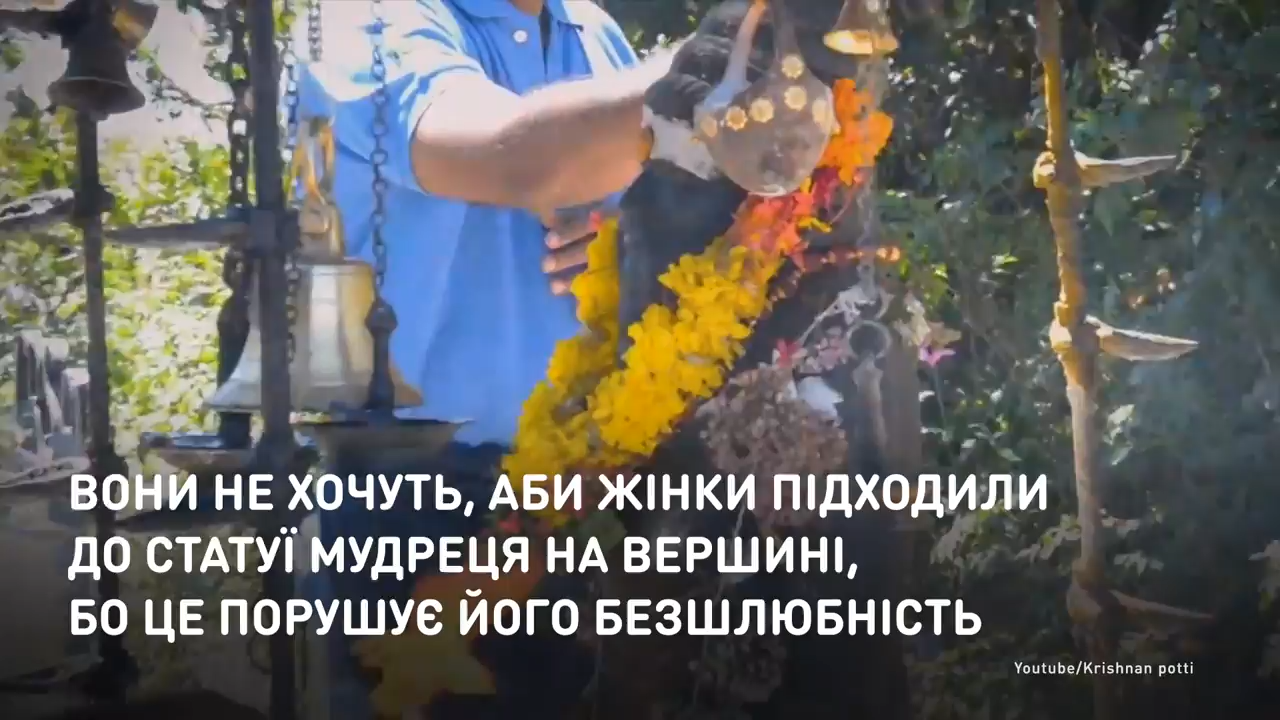 ВОНИ НЕ ХОЧУТЬ, АБИ ЖІНКИ ПІДХОДИЛИ
ДО СТАТУЇ МУДРЕЦЯ НА ВЕРШИНІ,
БО ЦЕ ПОРУШУЄ ЙОГО БЕЗШЛЮБНІСТЬ
Youtube/Krishnan potti